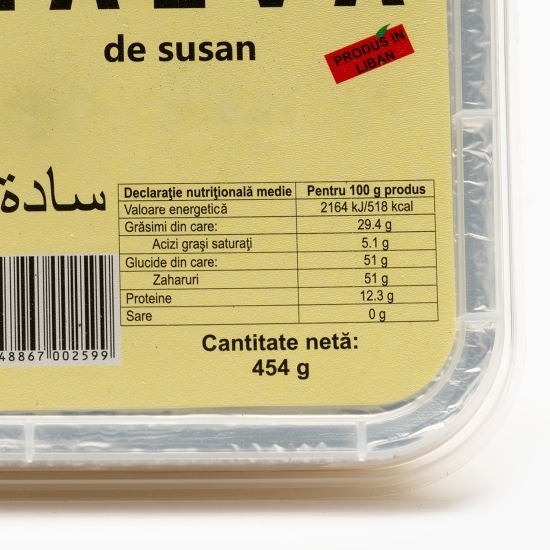 de susan
PRODUS IN
LIBAN
سادة
Declaraţie nutriţională medie Pentru 100 g produs
Valoare energetică 2164 kJ/518 kcal
Grăsimi din care: 29.4 g
Acizi graşi saturaţi 5.1 g
Glucide din care: 51 g
Zaharuri 51 g
Proteine 12.3 g
Sare 0 g
48867 002599
Cantitate netă:
454 g